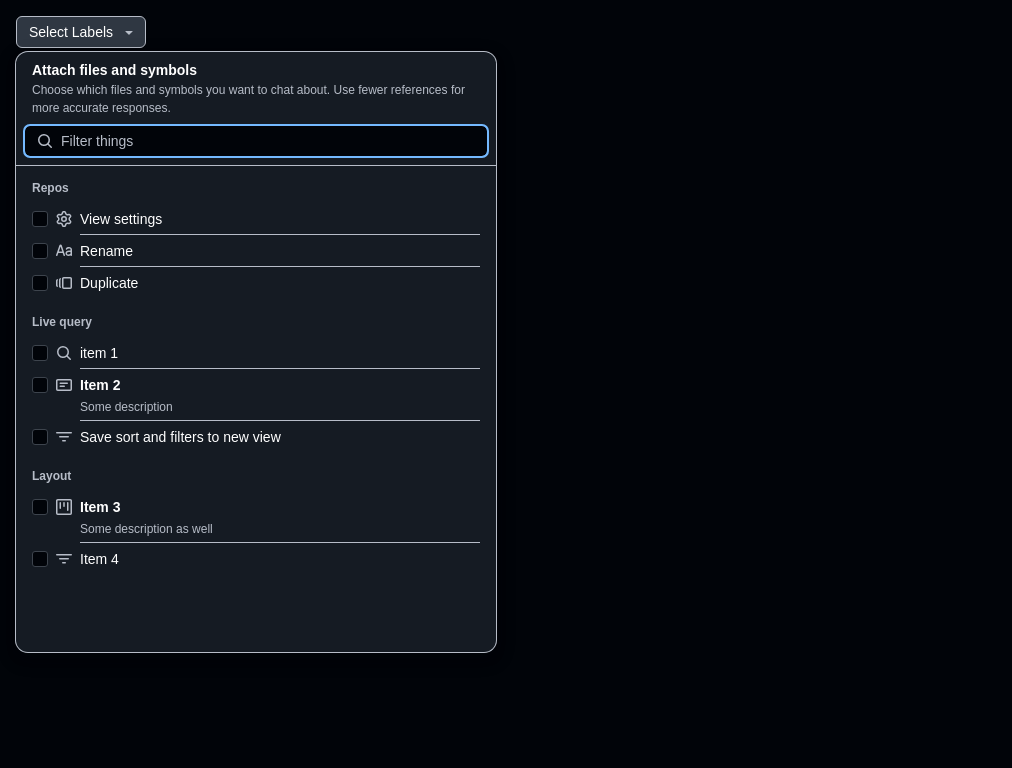 Select Labels
Attach files and symbols
Choose which files and symbols you want to chat about. Use fewer references for
more accurate responses.
Filter things
Repos
View settings
Rename
Duplicate
Live query
item 1
Item 2
Some description
Save sort and filters to new view
Layout
Item 3
Some description as well
Item 4